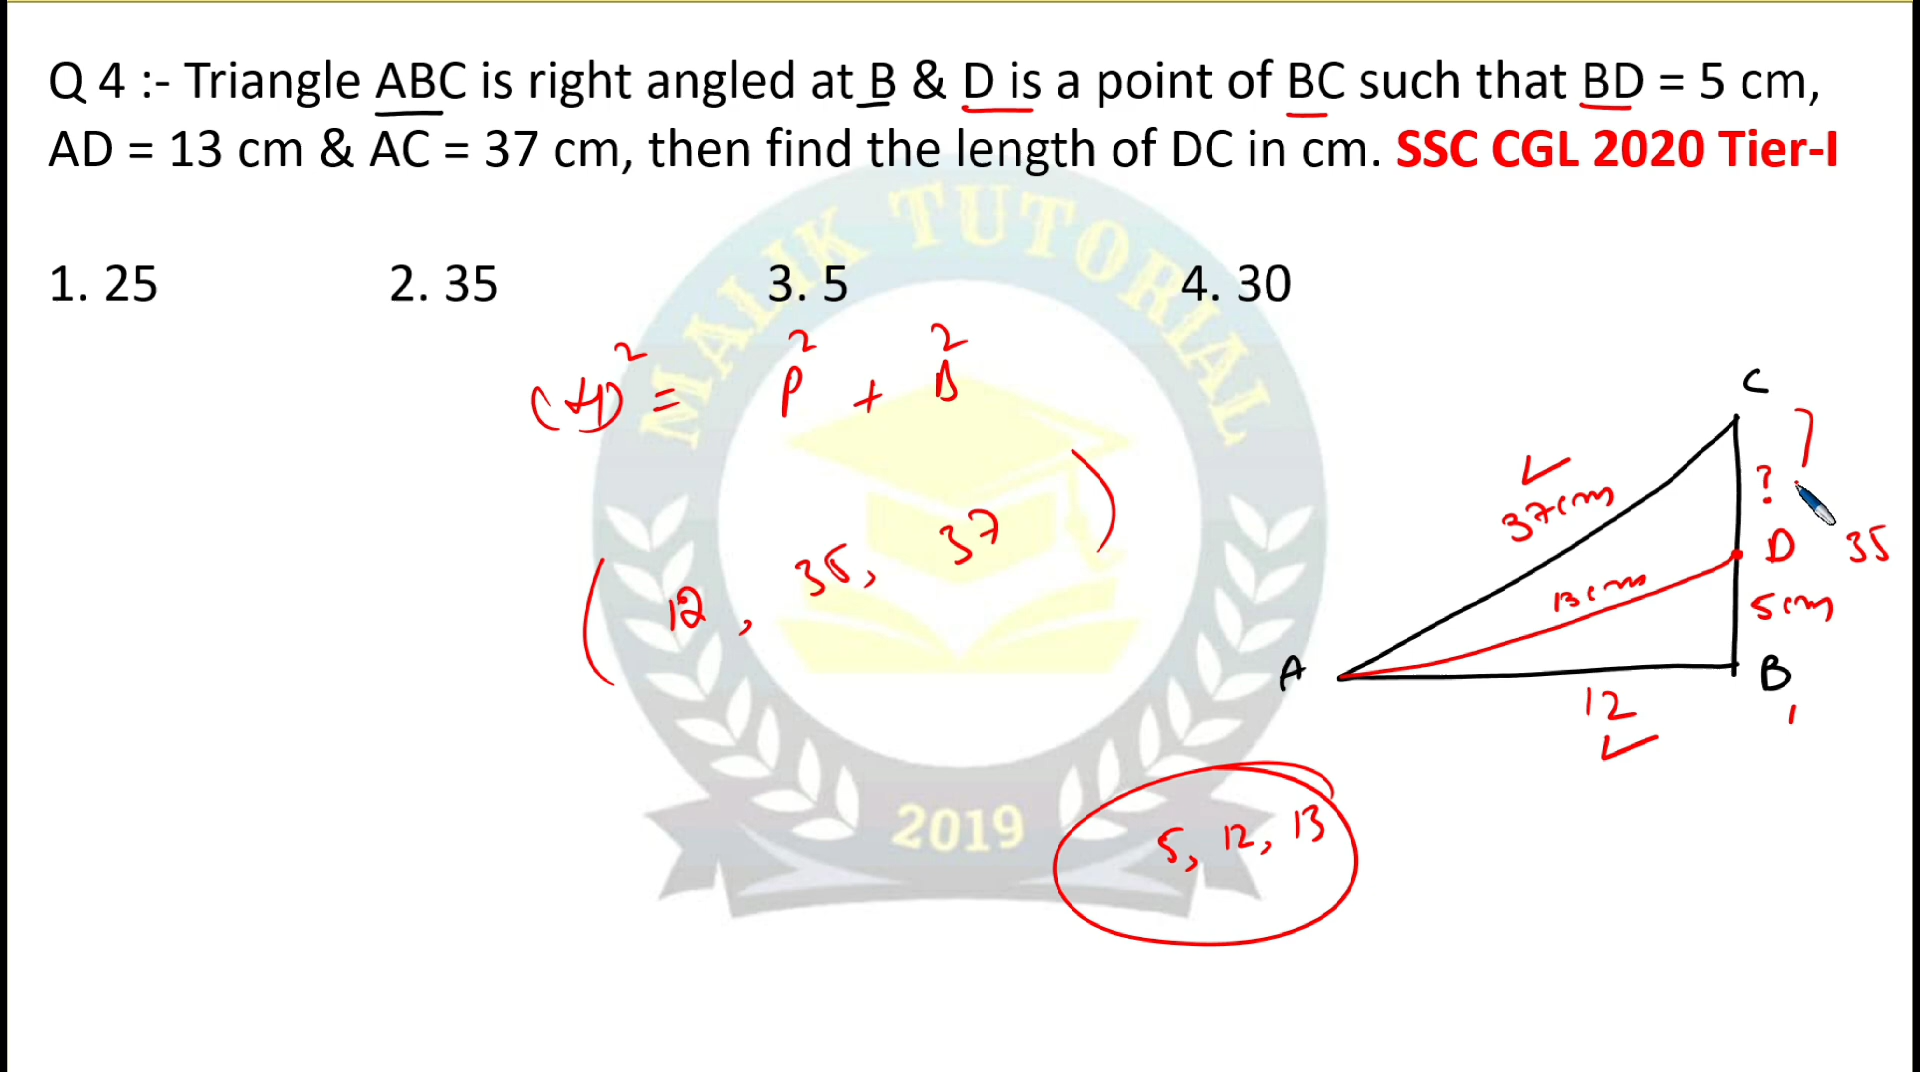 Q 4 :- Triangle ABC is right angled at B & D is a point of BC such that BD = 5 cm,
AD = 13 cm & AC = 37 cm, then find the length of DC in cm. SSC CGL 2020 Tier-I
MALIK TUTORIAL
1. 25 2. 35 3. 5 4. 30
(H)² = P² + B²
(12, 35, 37)
C
37cm
?
D 35
13cm
5cm
A
B
12
5, 12, 13
2019